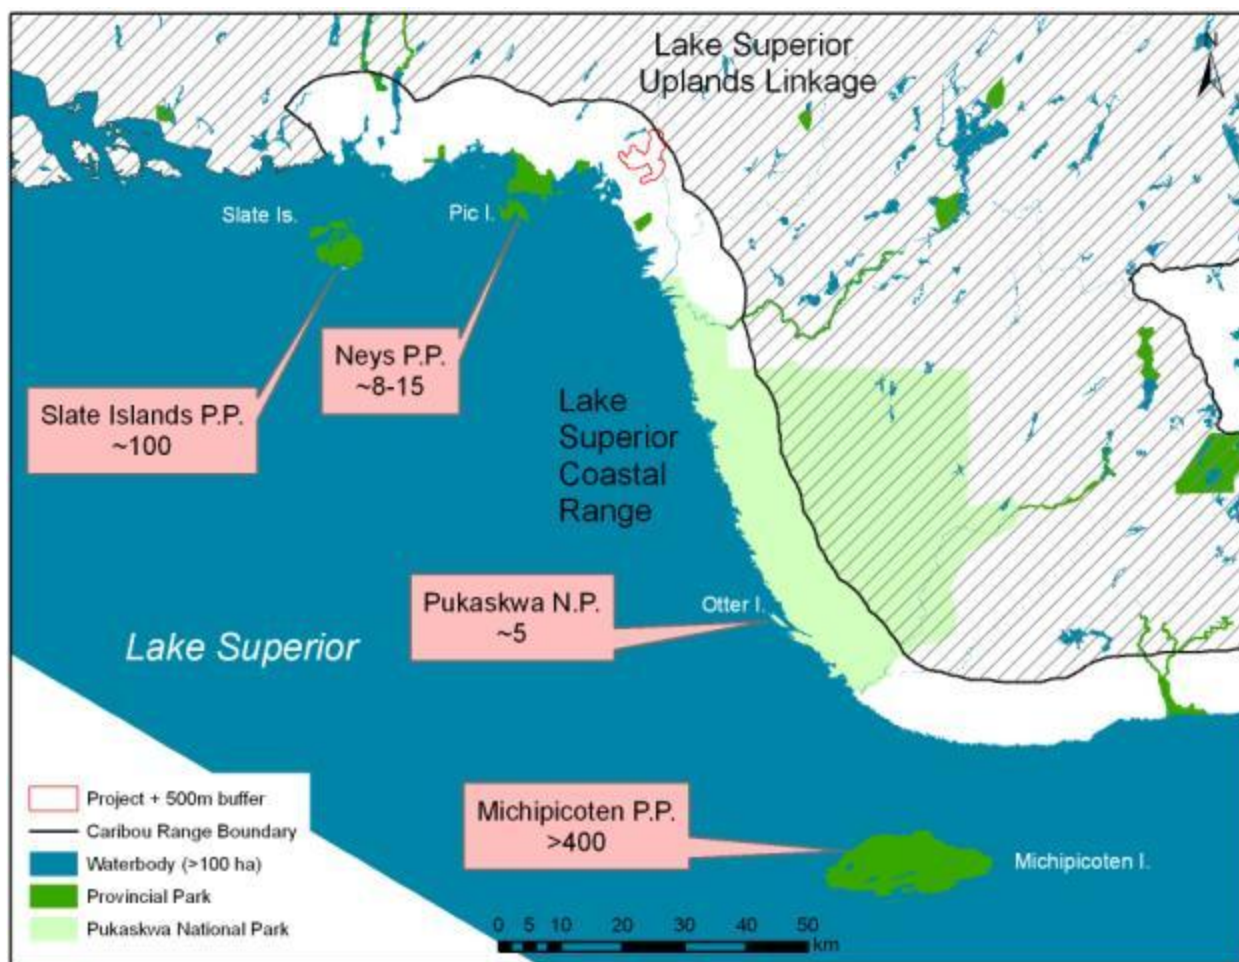 Lake Superior
Uplands Linkage
N
Slate Is.
Pic I.
Neys P.P.
~8-15
Slate Islands P.P.
~100
Lake
Superior
Coastal
Range
Pukaskwa N.P.
~5
Otter I.
Lake Superior
Michipicoten P.P.
>400
Michipicoten I.
Project + 500m buffer
Caribou Range Boundary
Waterbody (>100 ha)
Provincial Park
Pukaskwa National Park
0 5 10 20 30 40 50
km